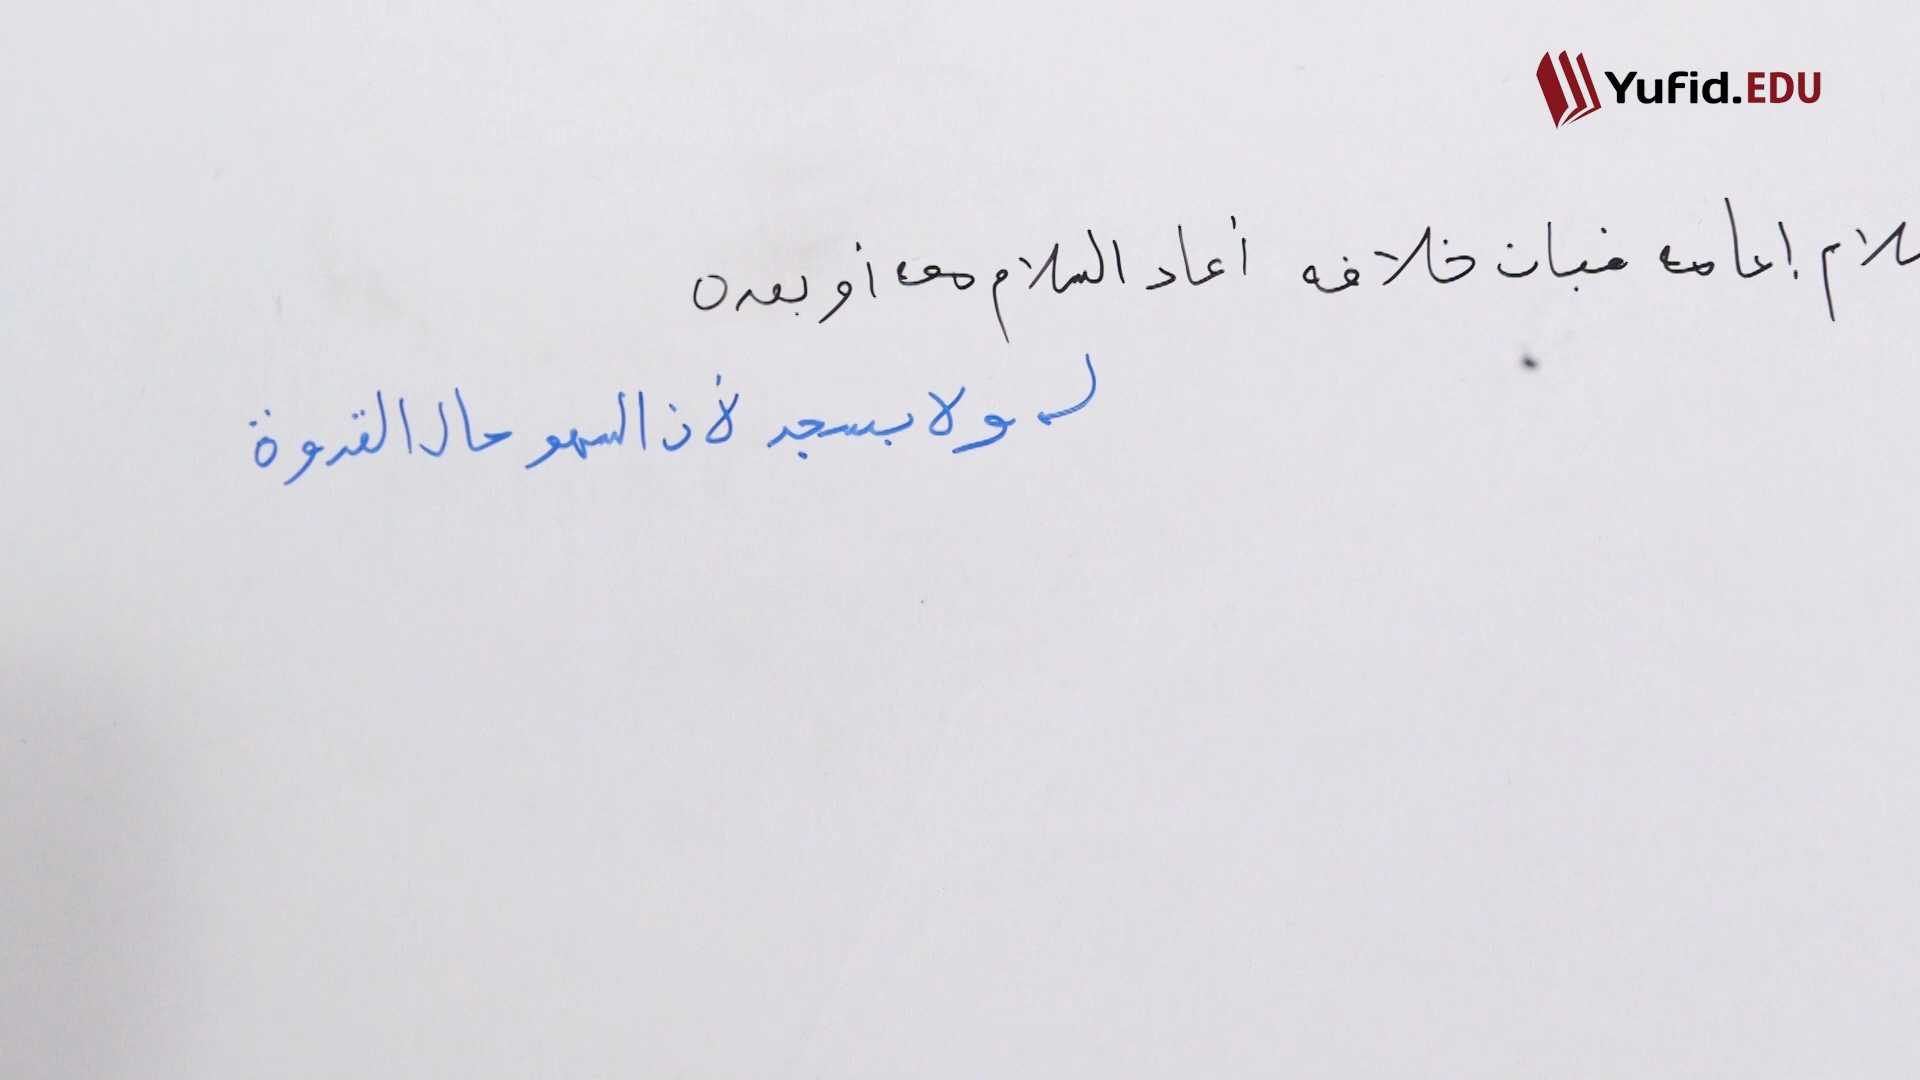 Yufid.EDU
سلام إمامه فبان خلافه أعاد السلام معه أو بعده
ولا يسجد لأن السهو حال القدوة